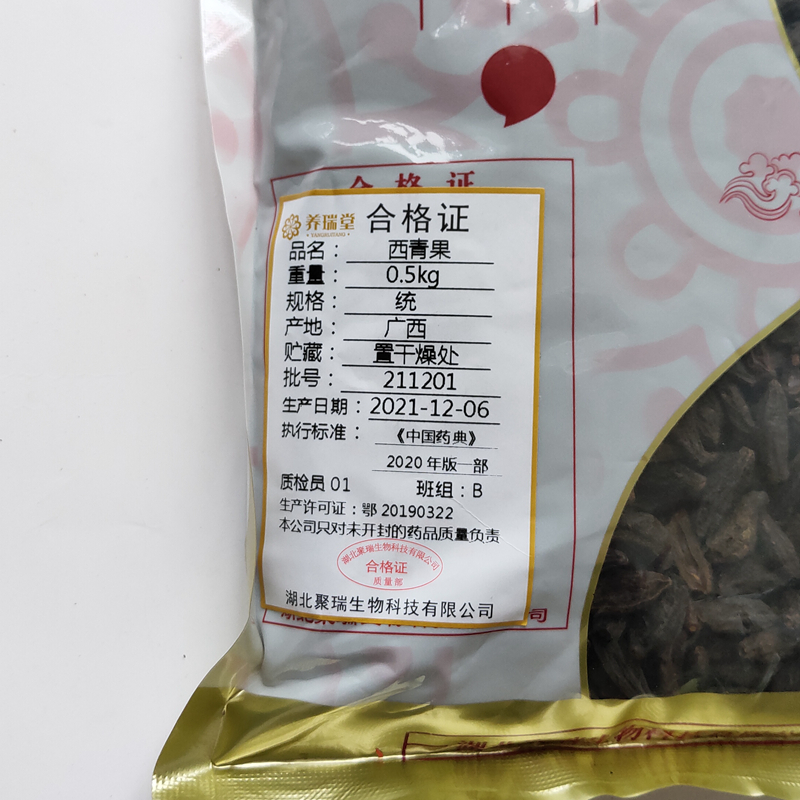 合格证
养瑞堂 合格证
YANGRUITANG
品名： 西青果
重量： 0.5kg
规格： 统
产地： 广西
贮藏： 置干燥处
批号： 211201
生产日期： 2021-12-06
执行标准： 《中国药典》
2020 年版一部
质检员 01 班组：B
生产许可证：鄂 20190322
本公司只对未开封的药品质量负责
湖北聚瑞生物科技有限公司
合格证
质量部
湖北聚瑞生物科技有限公司
司